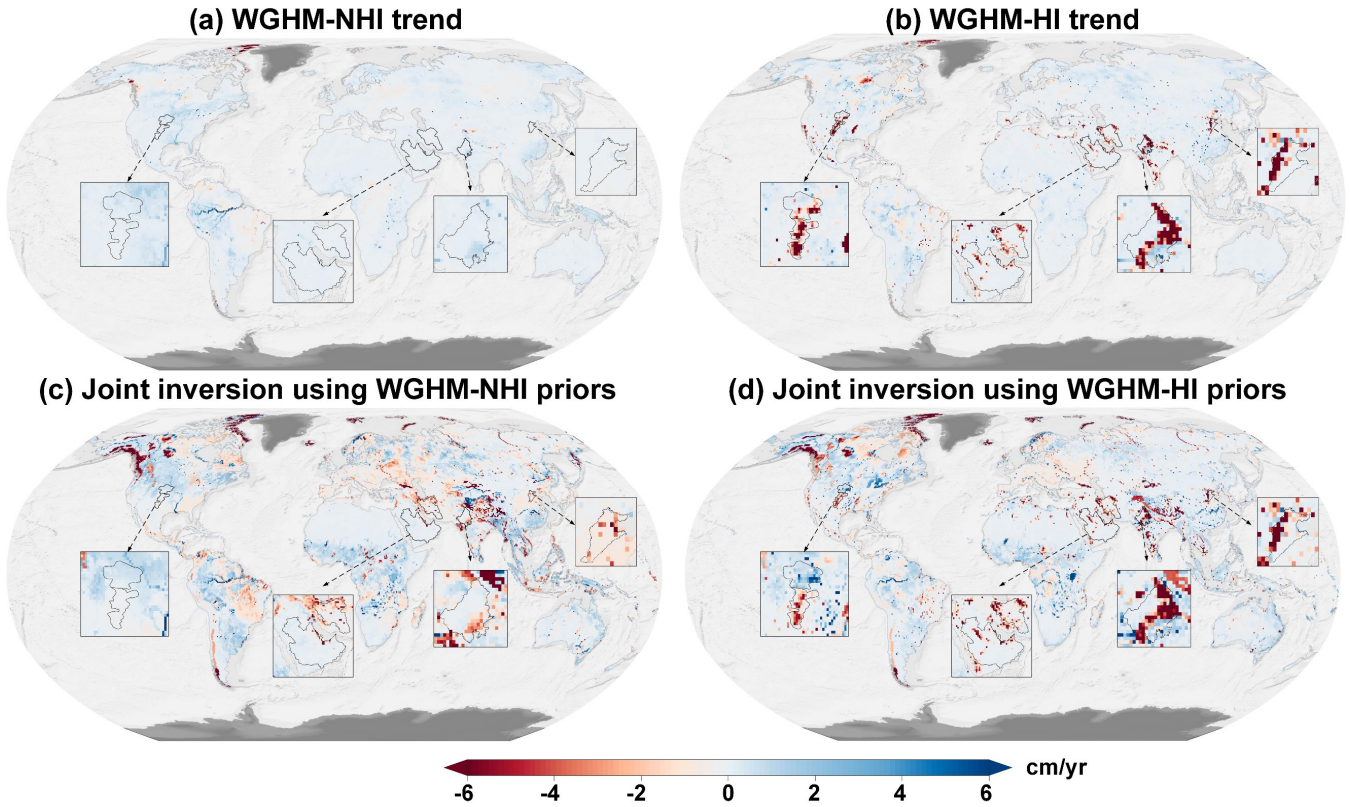 (a) WGHM-NHI trend
(b) WGHM-HI trend
(c) Joint inversion using WGHM-NHI priors
(d) Joint inversion using WGHM-HI priors
cm/yr
-6 -4 -2 0 2 4 6